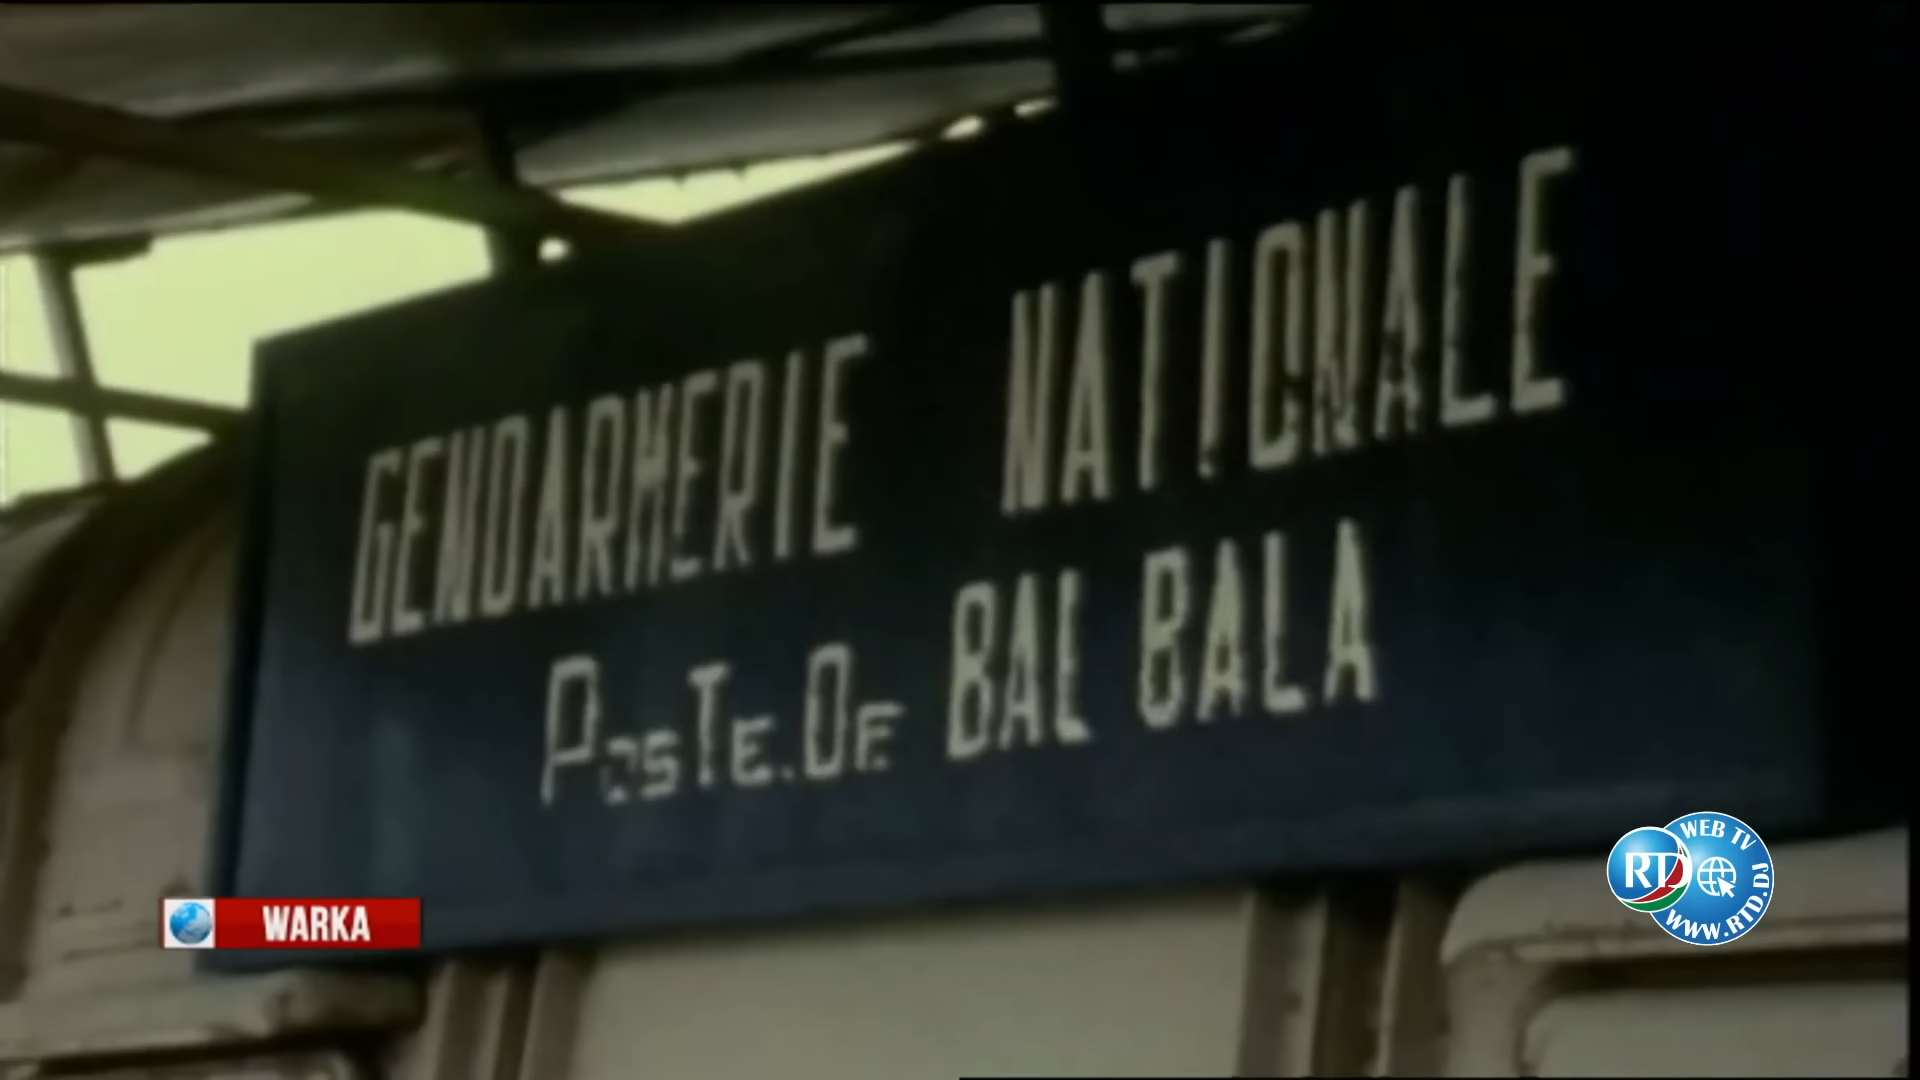 GENDARMERIE NATIONALE
POSTE.DE. BAL BALA
WARKA
WEB TV
RTD
WWW.RTD.DJ